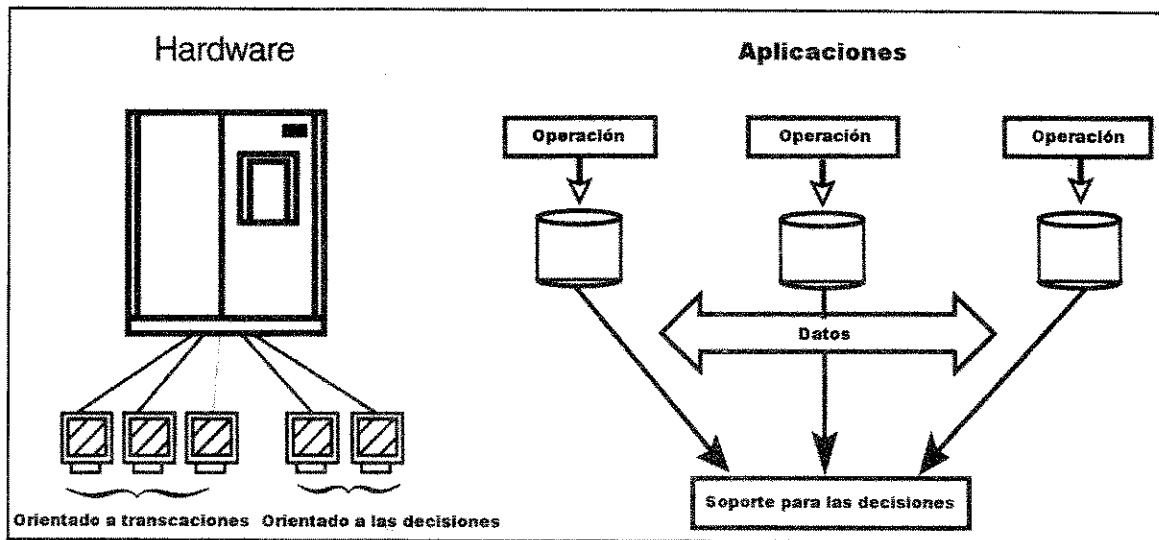 Hardware
Aplicaciones
Operación
Operación
Operación
Datos
Soporte para las decisiones
Orientado a transcaciones
Orientado a las decisiones